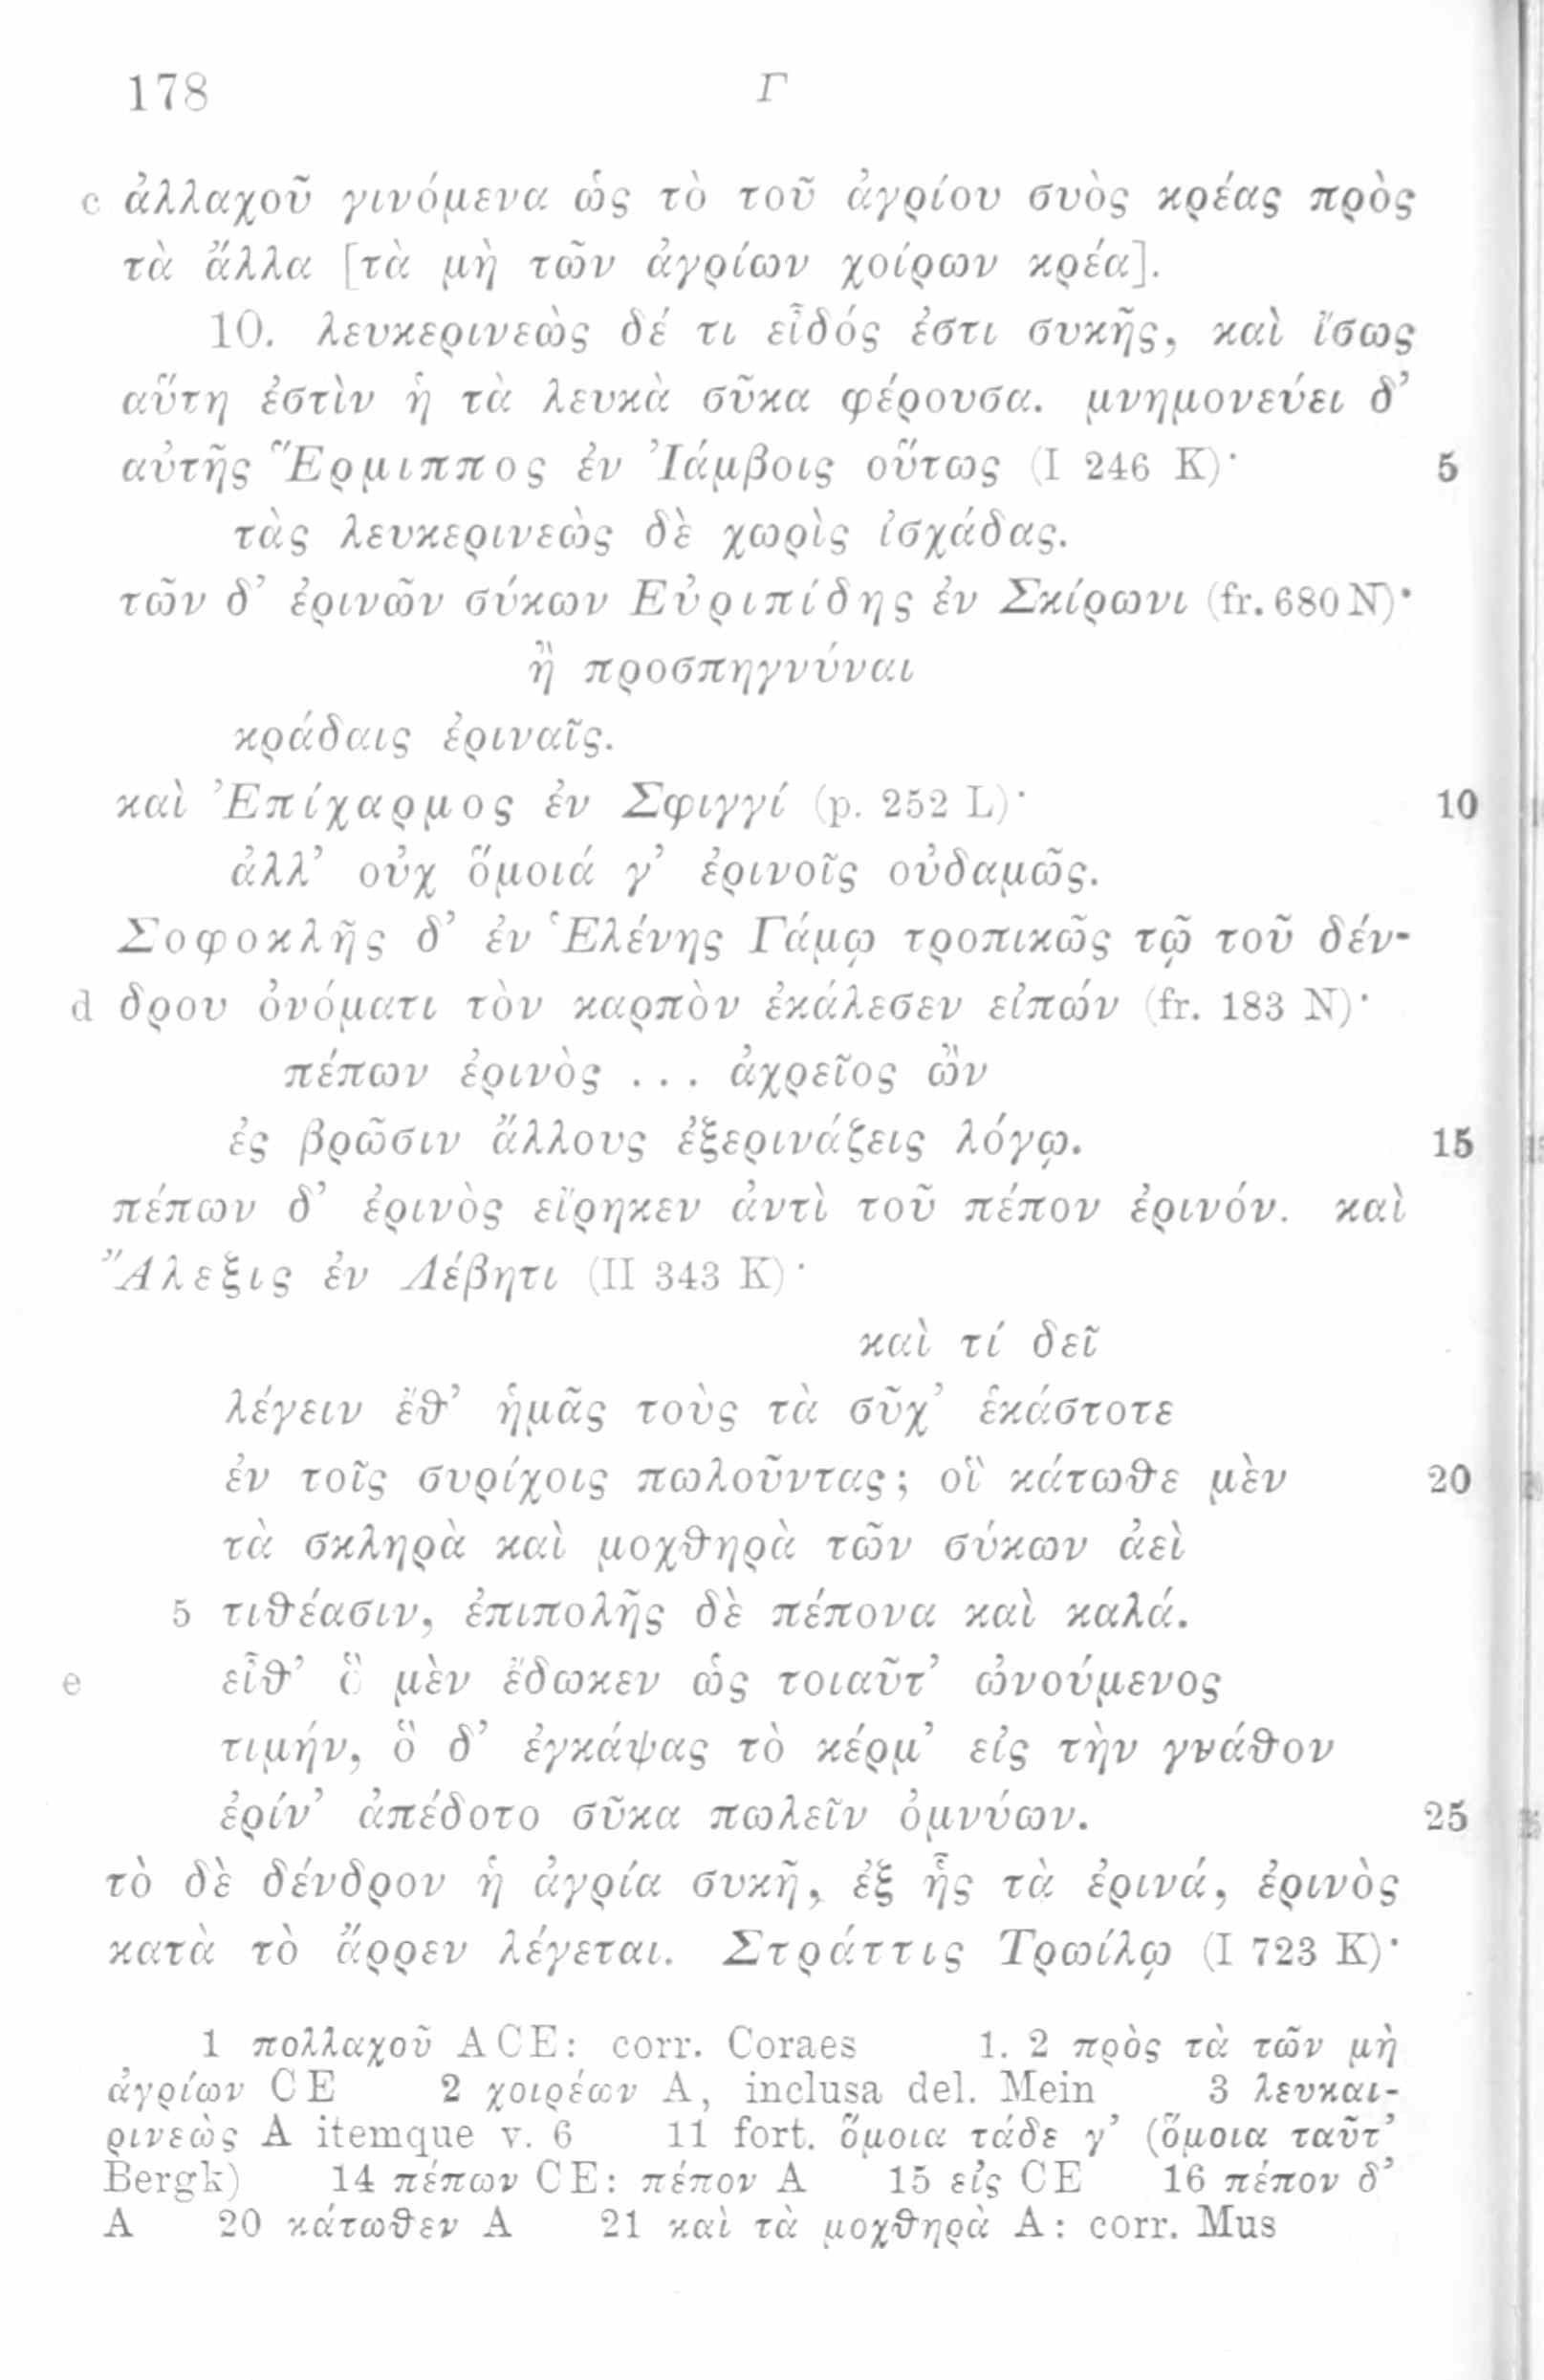 178 Γ
c ἀλλαχοῦ γινόμενα ὡς τὸ τοῦ ἀγρίου συὸς κρέας πρὸς
τὰ ἄλλα [τὰ μὴ τῶν ἀγρίων χοίρων κρέα].
10. λευκερινεὼς δέ τι εἶδός ἐστι συκῆς, καὶ ἴσως
αὕτη ἐστὶν ἡ τὰ λευκὰ σῦκα φέρουσα. μνημονεύει δ’
αὐτῆς Ἕρμιππος ἐν Ἰάμβοις οὕτως (I 246 K)· 5
τὰς λευκερινεὼς δὲ χωρὶς ἰσχάδας.
τῶν δ’ ἐρινῶν σύκων Εὐριπίδης ἐν Σκίρωνι (fr. 680 N)·
ἢ προσπηγνύναι
κράδαις ἐριναῖς.
καὶ Ἐπίχαρμος ἐν Σφιγγί (p. 252 L)· 10
ἀλλ’ οὐχ ὅμοιά γ’ ἐρινοῖς οὐδαμῶς.
Σοφοκλῆς δ’ ἐν Ἑλένης Γάμῳ τροπικῶς τῷ τοῦ δέν-
d δρου ὀνόματι τὸν καρπὸν ἐκάλεσεν εἰπών (fr. 183 N)·
πέπων ἐρινὸς ... ἀχρεῖος ὢν
ἐς βρῶσιν ἄλλους ἐξερινάζεις λόγῳ. 15
πέπων δ’ ἐρινὸς εἴρηκεν ἀντὶ τοῦ πέπον ἐρινόν. καὶ
Ἄλεξις ἐν Λέβητι (II 343 K)·
καὶ τί δεῖ
λέγειν ἔθ’ ἡμᾶς τοὺς τὰ σῦχ’ ἑκάστοτε
ἐν τοῖς συρίχοις πωλοῦντας; οἳ κάτωθε μὲν 20
τὰ σκληρὰ καὶ μοχθηρὰ τῶν σύκων ἀεὶ
5 τιθέασιν, ἐπιπολῆς δὲ πέπονα καὶ καλά.
e εἶθ’ ὃ μὲν ἔδωκεν ὡς τοιαῦτ’ ὠνούμενος
τιμήν, ὃ δ’ ἐγκάψας τὸ κέρμ’ εἰς τὴν γνάθον
ἐρίν’ ἀπέδοτο σῦκα πωλεῖν ὀμνύων. 25
τὸ δὲ δένδρον ἡ ἀγρία συκῆ, ἐξ ἧς τὰ ἐρινά, ἐρινὸς
κατὰ τὸ ἄρρεν λέγεται. Στράττις Τρωίλῳ (I 723 K)·
1 πολλαχοῦ ACE: corr. Coraes 1. 2 πρὸς τὰ τῶν μὴ
ἀγρίων CE 2 χοιρέων A, inclusa del. Mein 3 λευκαι-
ρινεὼς A itemque v. 6 11 fort. ὅμοια τάδε γ’ (ὅμοια ταῦτ’
Bergk) 14 πέπων CE: πέπον A 15 εἰς CE 16 πέπον δ’
A 20 κάτωθεν A 21 καὶ τὰ μοχθηρὰ A: corr. Mus